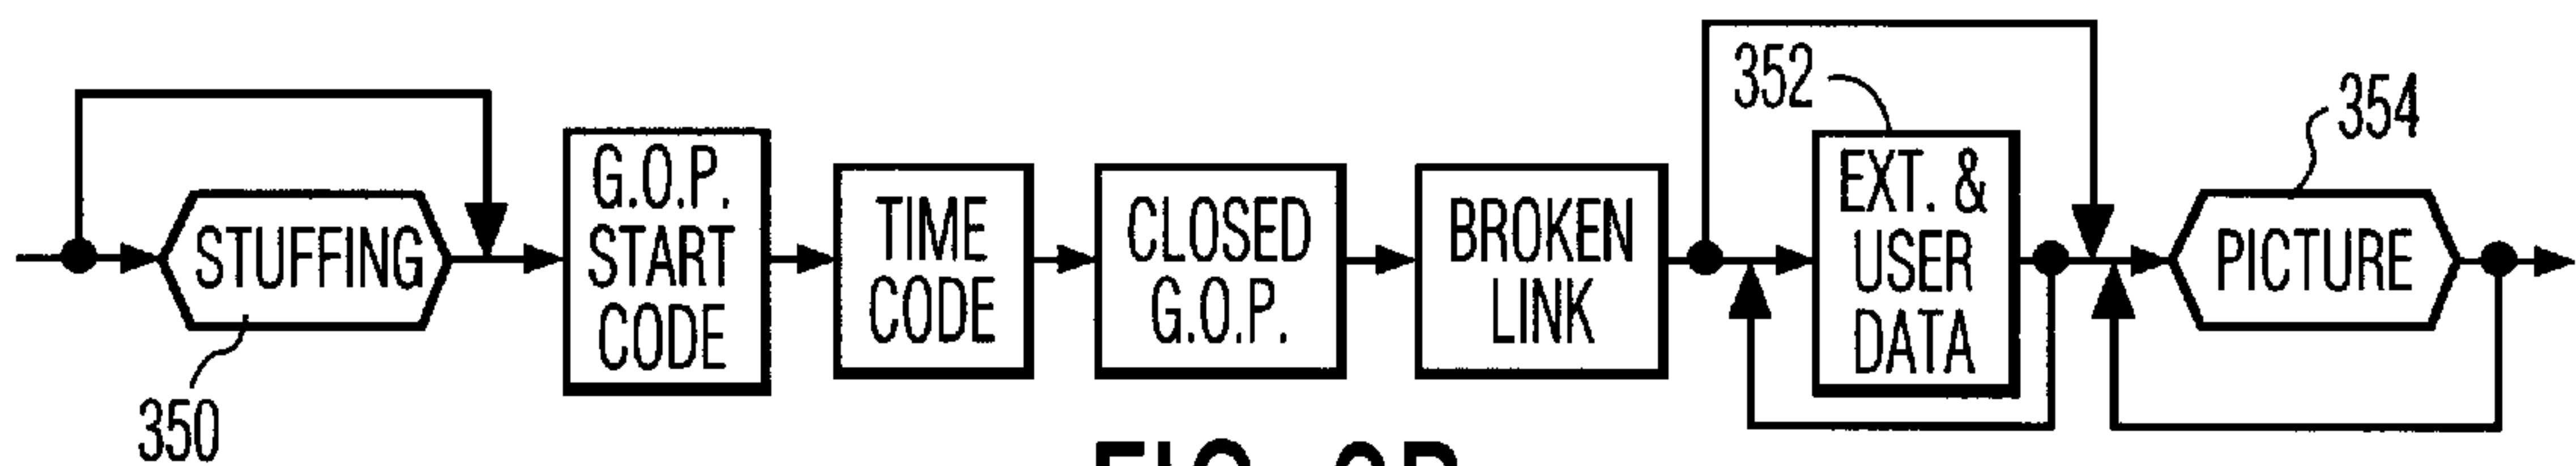 352
354
STUFFING
G.O.P.
START
CODE
TIME
CODE
CLOSED
G.O.P.
BROKEN
LINK
EXT. &
USER
DATA
PICTURE
350